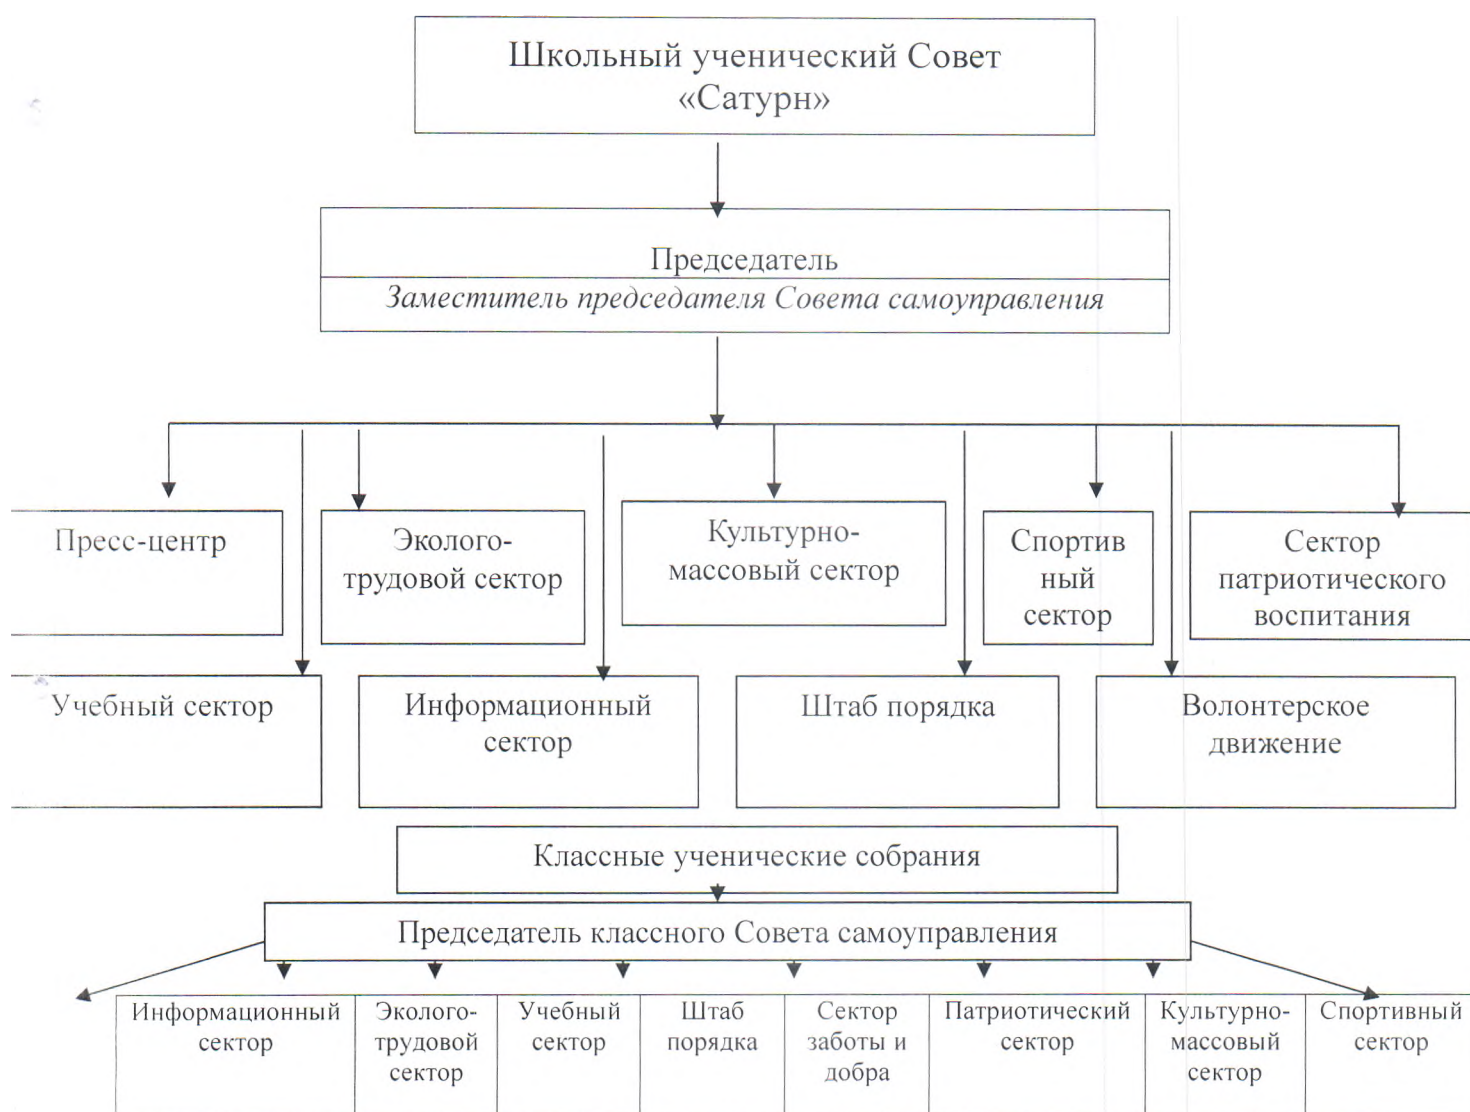 Школьный ученический Совет
«Сатурн»
Председатель
Заместитель председателя Совета самоуправления
Пресс-центр
Эколого-
трудовой сектор
Культурно-
массовый сектор
Спортив
ный
сектор
Сектор
патриотического
воспитания
Учебный сектор
Информационный
сектор
Штаб порядка
Волонтерское
движение
Классные ученические собрания
Председатель классного Совета самоуправления
Информационный
сектор
Эколого-
трудовой
сектор
Учебный
сектор
Штаб
порядка
Сектор
заботы и
добра
Патриотический
сектор
Культурно-
массовый
сектор
Спортивный
сектор